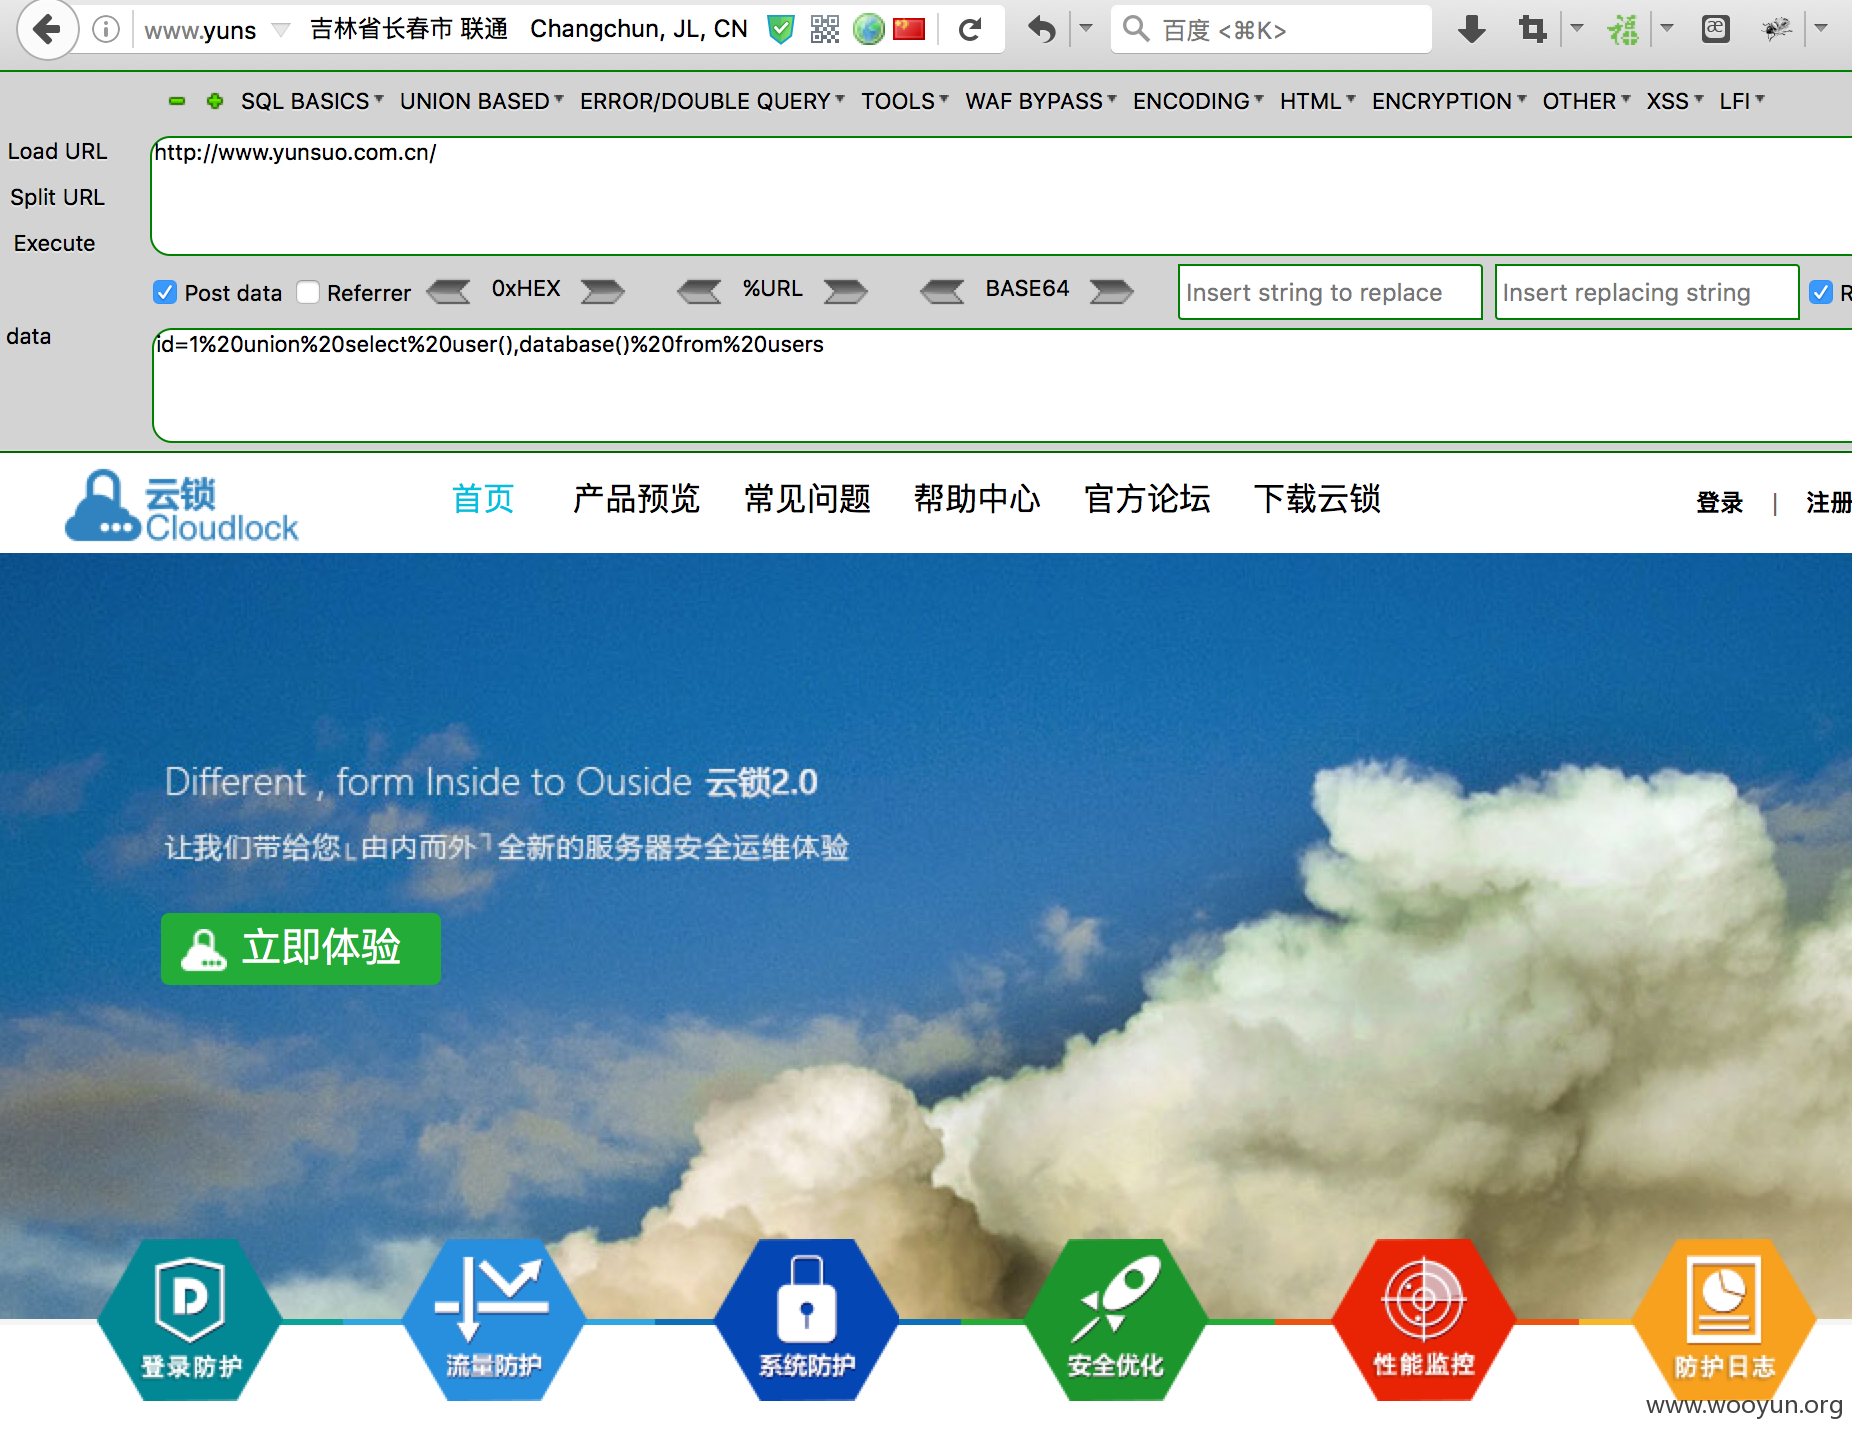 www.yuns 吉林省长春市 联通 Changchun, JL, CN 百度 <⌘K>
SQL BASICS UNION BASED ERROR/DOUBLE QUERY TOOLS WAF BYPASS ENCODING HTML ENCRYPTION OTHER XSS LFI
Load URL http://www.yunsuo.com.cn/
Split URL
Execute
Post data Referrer 0xHEX %URL BASE64 Insert string to replace Insert replacing string R
data id=1%20union%20select%20user(),database()%20from%20users
云锁
Cloudlock
首页 产品预览 常见问题 帮助中心 官方论坛 下载云锁 登录 | 注册
Different , form Inside to Ouside 云锁2.0
让我们带给您「由内而外」全新的服务器安全运维体验
立即体验
D
登录防护 流量防护 系统防护 安全优化 性能监控 防护日志
www.wooyun.org